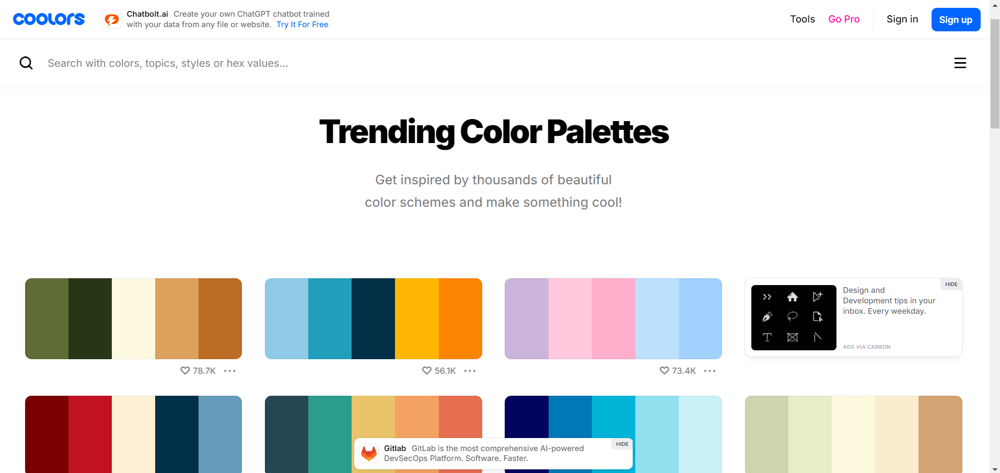 coolors
Chatbolt.ai Create your own ChatGPT chatbot trained
with your data from any file or website. Try It For Free
Tools
Go Pro
Sign in
Sign up
Search with colors, topics, styles or hex values...
Trending Color Palettes
Get inspired by thousands of beautiful
color schemes and make something cool!
HIDE
Design and
Development tips in your
inbox. Every weekday.
ADS VIA CARBON
78.7K
56.1K
73.4K
HIDE
Gitlab GitLab is the most comprehensive AI-powered
DevSecOps Platform. Software. Faster.